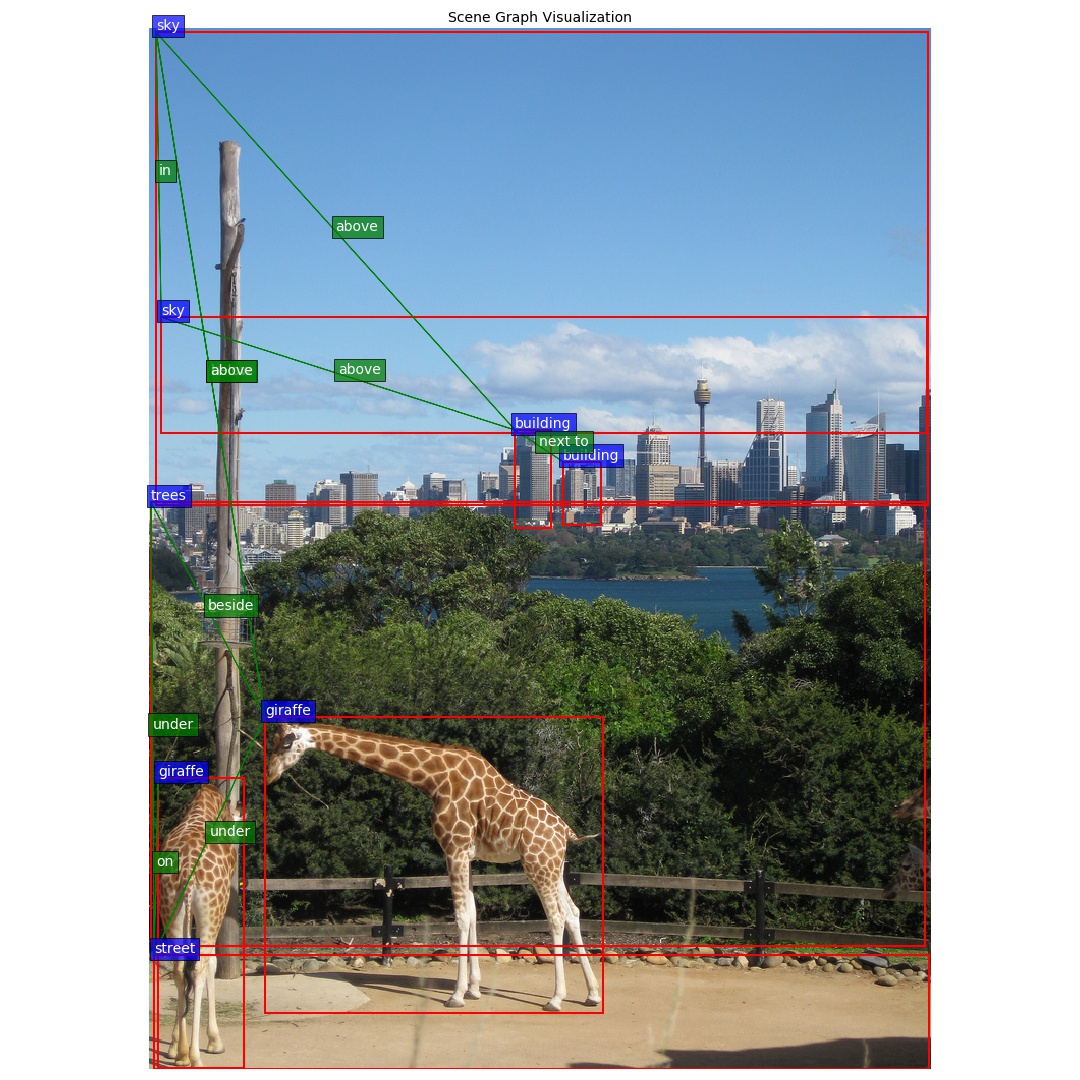 Scene Graph Visualization
sky
in
above
sky
above
above
building
next to
building
trees
beside
giraffe
under
giraffe
under
on
street